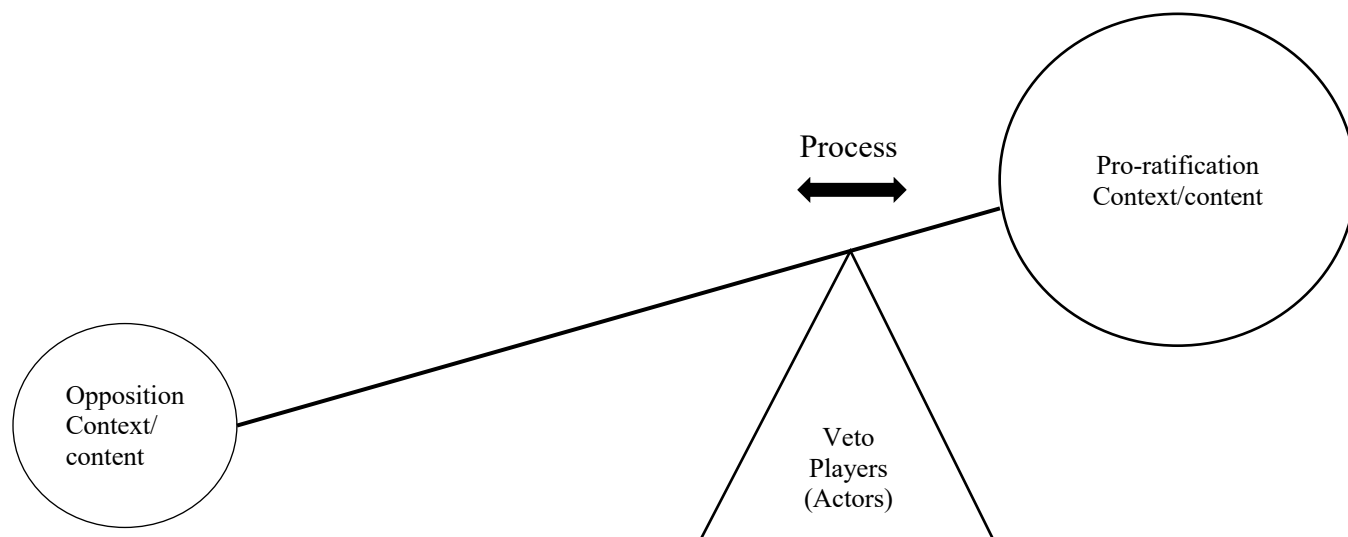 Process
Pro-ratification
Context/content
Opposition
Context/
content
Veto
Players
(Actors)